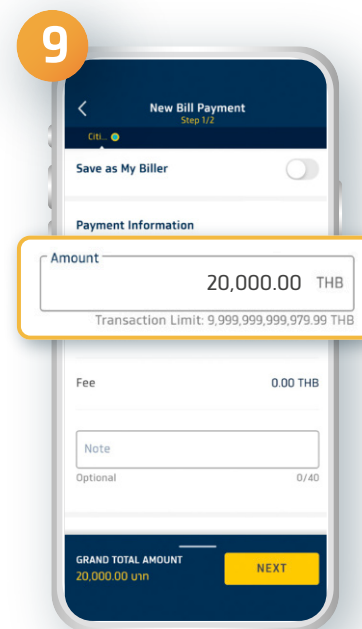 9
New Bill Payment
Step 1/2
Citi...
Save as My Biller
Payment Information
Amount
20,000.00 THB
Transaction Limit: 9,999,999,999,979.99 THB
Fee 0.00 THB
Note
Optional 0/40
GRAND TOTAL AMOUNT
20,000.00 บาท
NEXT